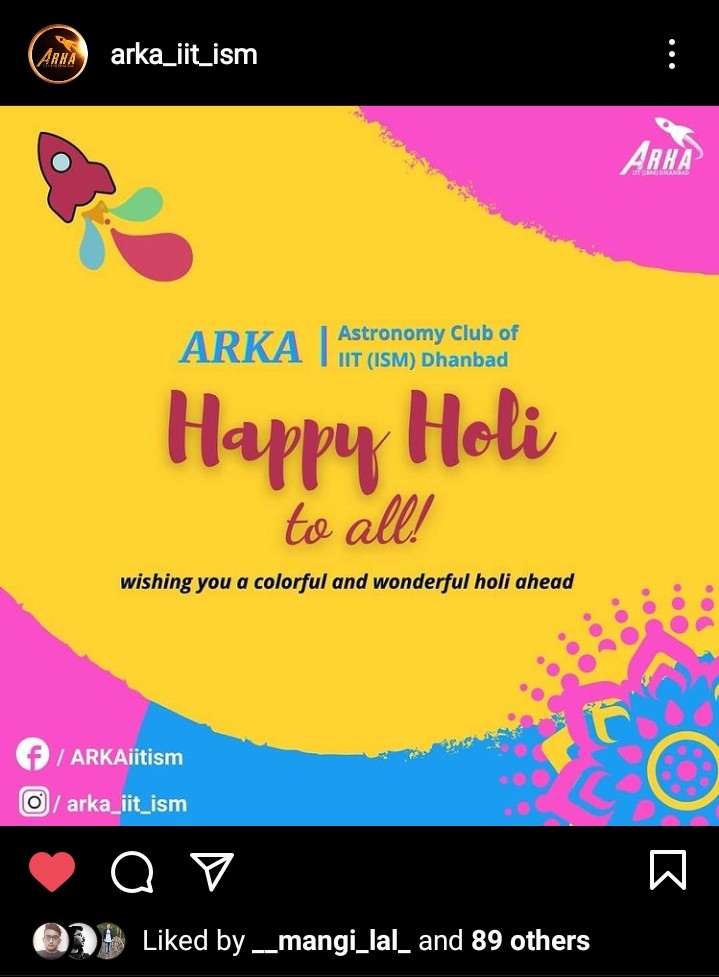 ARKA
arka_iit_ism
ARKA
IIT (ISM) DHANBAD
ARKA | Astronomy Club of
IIT (ISM) Dhanbad
Happy Holi
to all!
wishing you a colorful and wonderful holi ahead
/ ARKAiitism
/ arka_iit_ism
Liked by __mangi_lal_ and 89 others